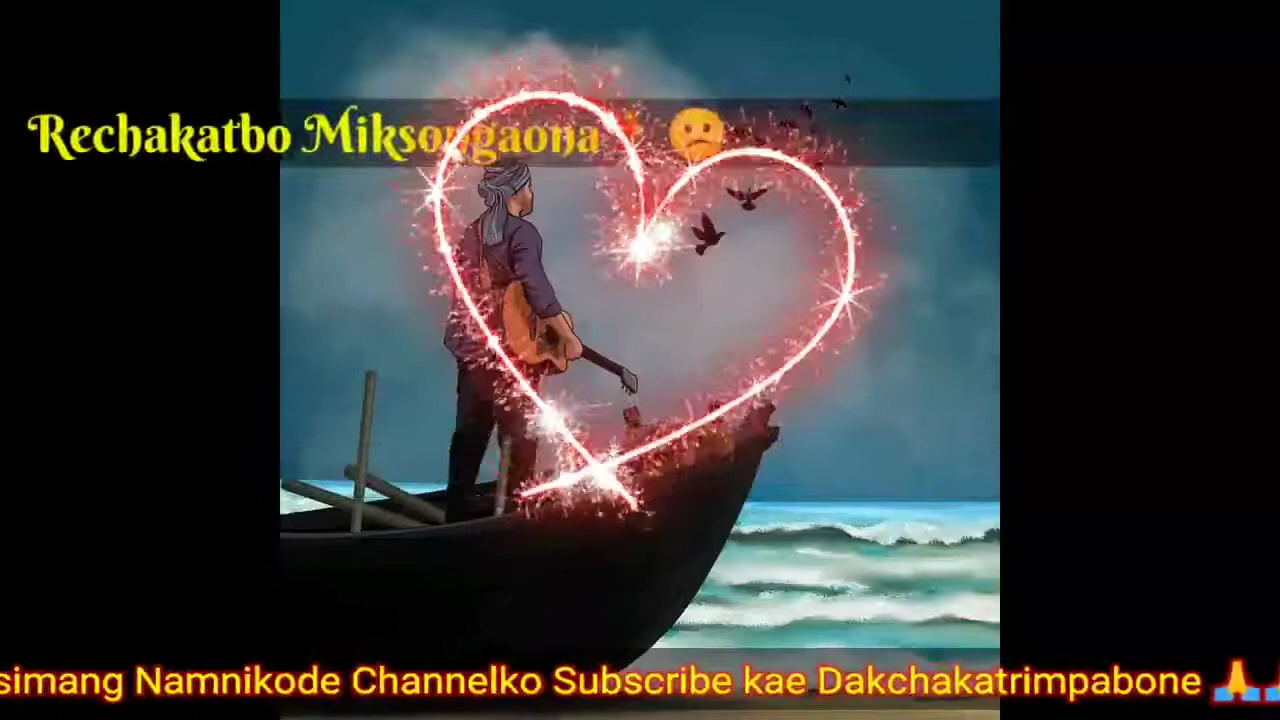 Rechakatbo Miksongaona 😕
simang Namnikode Channelko Subscribe kae Dakchakatrimpabone 🙏